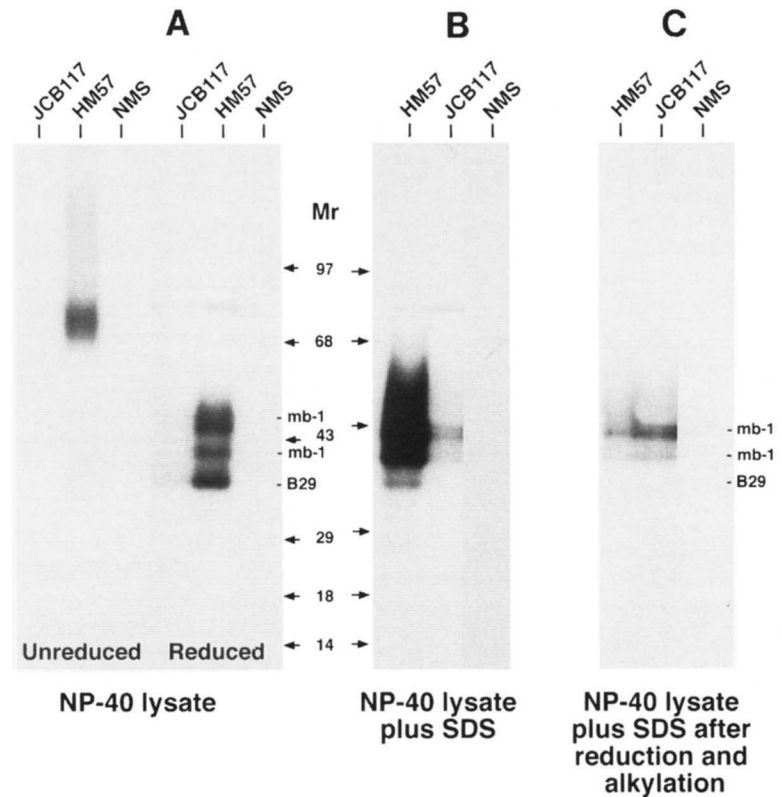 A
B
C
JCB117
HM57
NMS
JCB117
HM57
NMS
HM57
JCB117
NMS
HM57
JCB117
NMS
Mr
97
68
mb-1
43
mb-1
B29
29
18
14
mb-1
mb-1
B29
Unreduced
Reduced
NP-40 lysate
NP-40 lysate
plus SDS
NP-40 lysate
plus SDS after
reduction and
alkylation